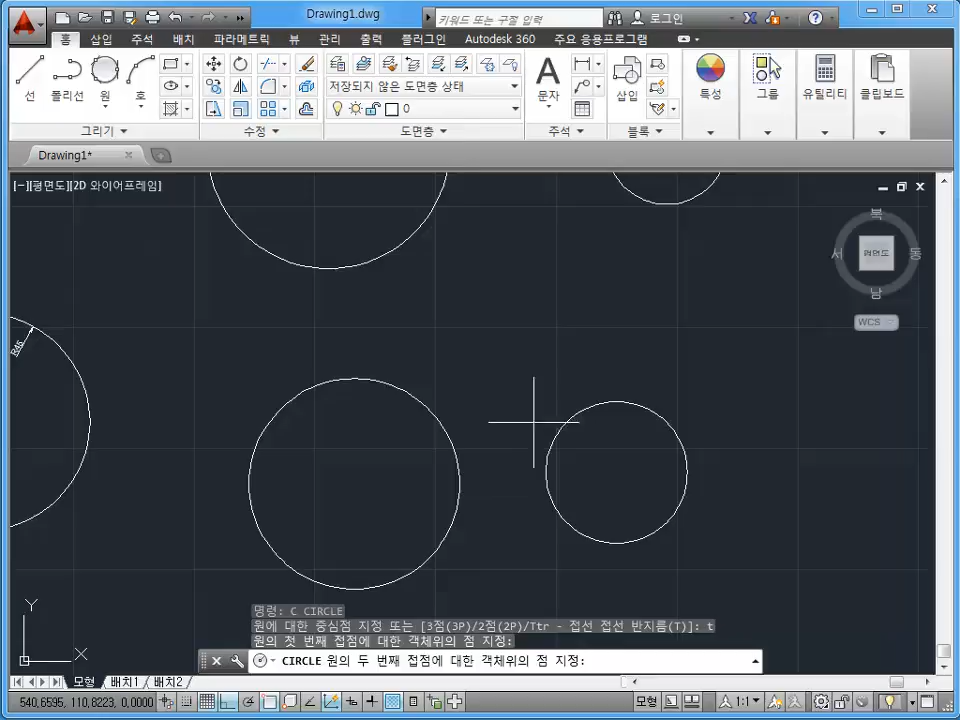 Drawing1.dwg
키워드 또는 구절 입력
로그인
홈 삽입 주석 배치 파라메트릭 뷰 관리 출력 플러그인 Autodesk 360 주요 응용프로그램
저장되지 않은 도면층 상태
선 폴리선 원 호 0 문자 삽입 특성 그룹 유틸리티 클립보드
그리기 수정 도면층 주석 블록
Drawing1*
[−]평면도][2D 와이어프레임]
북
서 평면도 동
남
WCS
R45
명령: C CIRCLE
원에 대한 중심점 지정 또는 [3점(3P)/2점(2P)/Ttr - 접선 접선 반지름(T)]: t
원의 첫 번째 접점에 대한 객체위의 점 지정:
CIRCLE 원의 두 번째 접점에 대한 객체위의 점 지정:
Y
X
모형 배치1 배치2
540,6595, 110,8223, 0,0000 모형 1:1